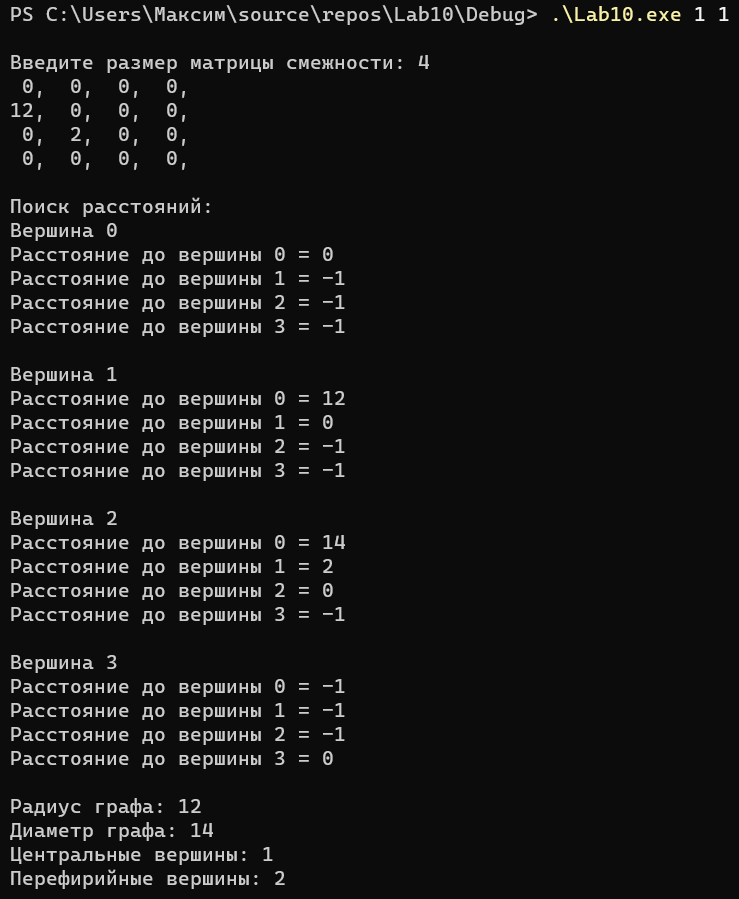 PS C:\Users\Максим\source\repos\Lab10\Debug> .\Lab10.exe 1 1
Введите размер матрицы смежности: 4
 0,  0,  0,  0,
12,  0,  0,  0,
 0,  2,  0,  0,
 0,  0,  0,  0,
Поиск расстояний:
Вершина 0
Расстояние до вершины 0 = 0
Расстояние до вершины 1 = -1
Расстояние до вершины 2 = -1
Расстояние до вершины 3 = -1
Вершина 1
Расстояние до вершины 0 = 12
Расстояние до вершины 1 = 0
Расстояние до вершины 2 = -1
Расстояние до вершины 3 = -1
Вершина 2
Расстояние до вершины 0 = 14
Расстояние до вершины 1 = 2
Расстояние до вершины 2 = 0
Расстояние до вершины 3 = -1
Вершина 3
Расстояние до вершины 0 = -1
Расстояние до вершины 1 = -1
Расстояние до вершины 2 = -1
Расстояние до вершины 3 = 0
Радиус графа: 12
Диаметр графа: 14
Центральные вершины: 1
Перефирийные вершины: 2